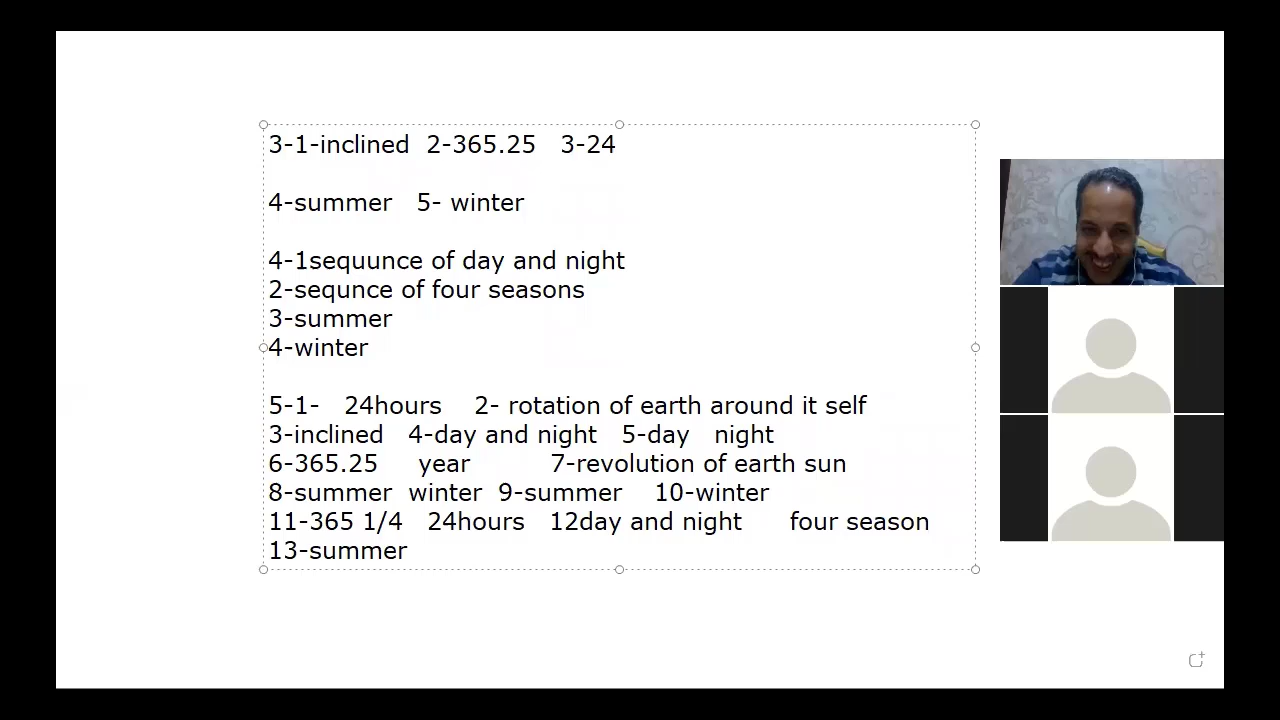 3-1-inclined 2-365.25 3-24
4-summer 5- winter
4-1sequunce of day and night
2-sequnce of four seasons
3-summer
4-winter
5-1- 24hours 2- rotation of earth around it self
3-inclined 4-day and night 5-day night
6-365.25 year 7-revolution of earth sun
8-summer winter 9-summer 10-winter
11-365 1/4 24hours 12day and night four season
13-summer